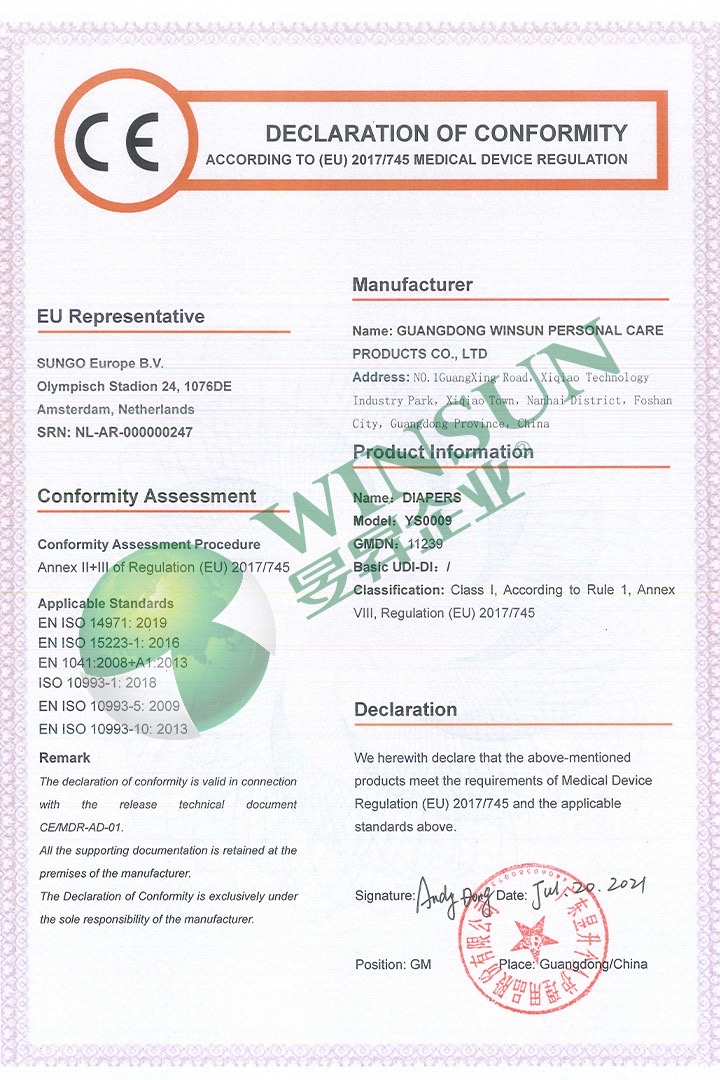 CE
DECLARATION OF CONFORMITY
ACCORDING TO (EU) 2017/745 MEDICAL DEVICE REGULATION
EU Representative
SUNGO Europe B.V.
Olympisch Stadion 24, 1076DE
Amsterdam, Netherlands
SRN: NL-AR-000000247
Conformity Assessment
Conformity Assessment Procedure
Annex II+III of Regulation (EU) 2017/745
Applicable Standards
EN ISO 14971: 2019
EN ISO 15223-1: 2016
EN 1041:2008+A1:2013
ISO 10993-1: 2018
EN ISO 10993-5: 2009
EN ISO 10993-10: 2013
Remark
The declaration of conformity is valid in connection
with the release technical document
CE/MDR-AD-01.
All the supporting documentation is retained at the
premises of the manufacturer.
The Declaration of Conformity is exclusively under
the sole responsibility of the manufacturer.
Manufacturer
Name: GUANGDONG WINSUN PERSONAL CARE
PRODUCTS CO., LTD
Address: NO.1GuangXing Road, Xiqiao Technology
Industry Park, Xiqiao Town, Nanhai District, Foshan
City, Guangdong Province, China
Product Information
Name: DIAPERS
Model: YS0009
GMDN: 11239
Basic UDI-DI: /
Classification: Class I, According to Rule 1, Annex
VIII, Regulation (EU) 2017/745
Declaration
We herewith declare that the above-mentioned
products meet the requirements of Medical Device
Regulation (EU) 2017/745 and the applicable
standards above.
Signature: Andy Dong Date: Jul. 20. 2021
Position: GM Place: Guangdong/China
广东昱升个人护理用品股份有限公司
WINSUN
昱升企业®